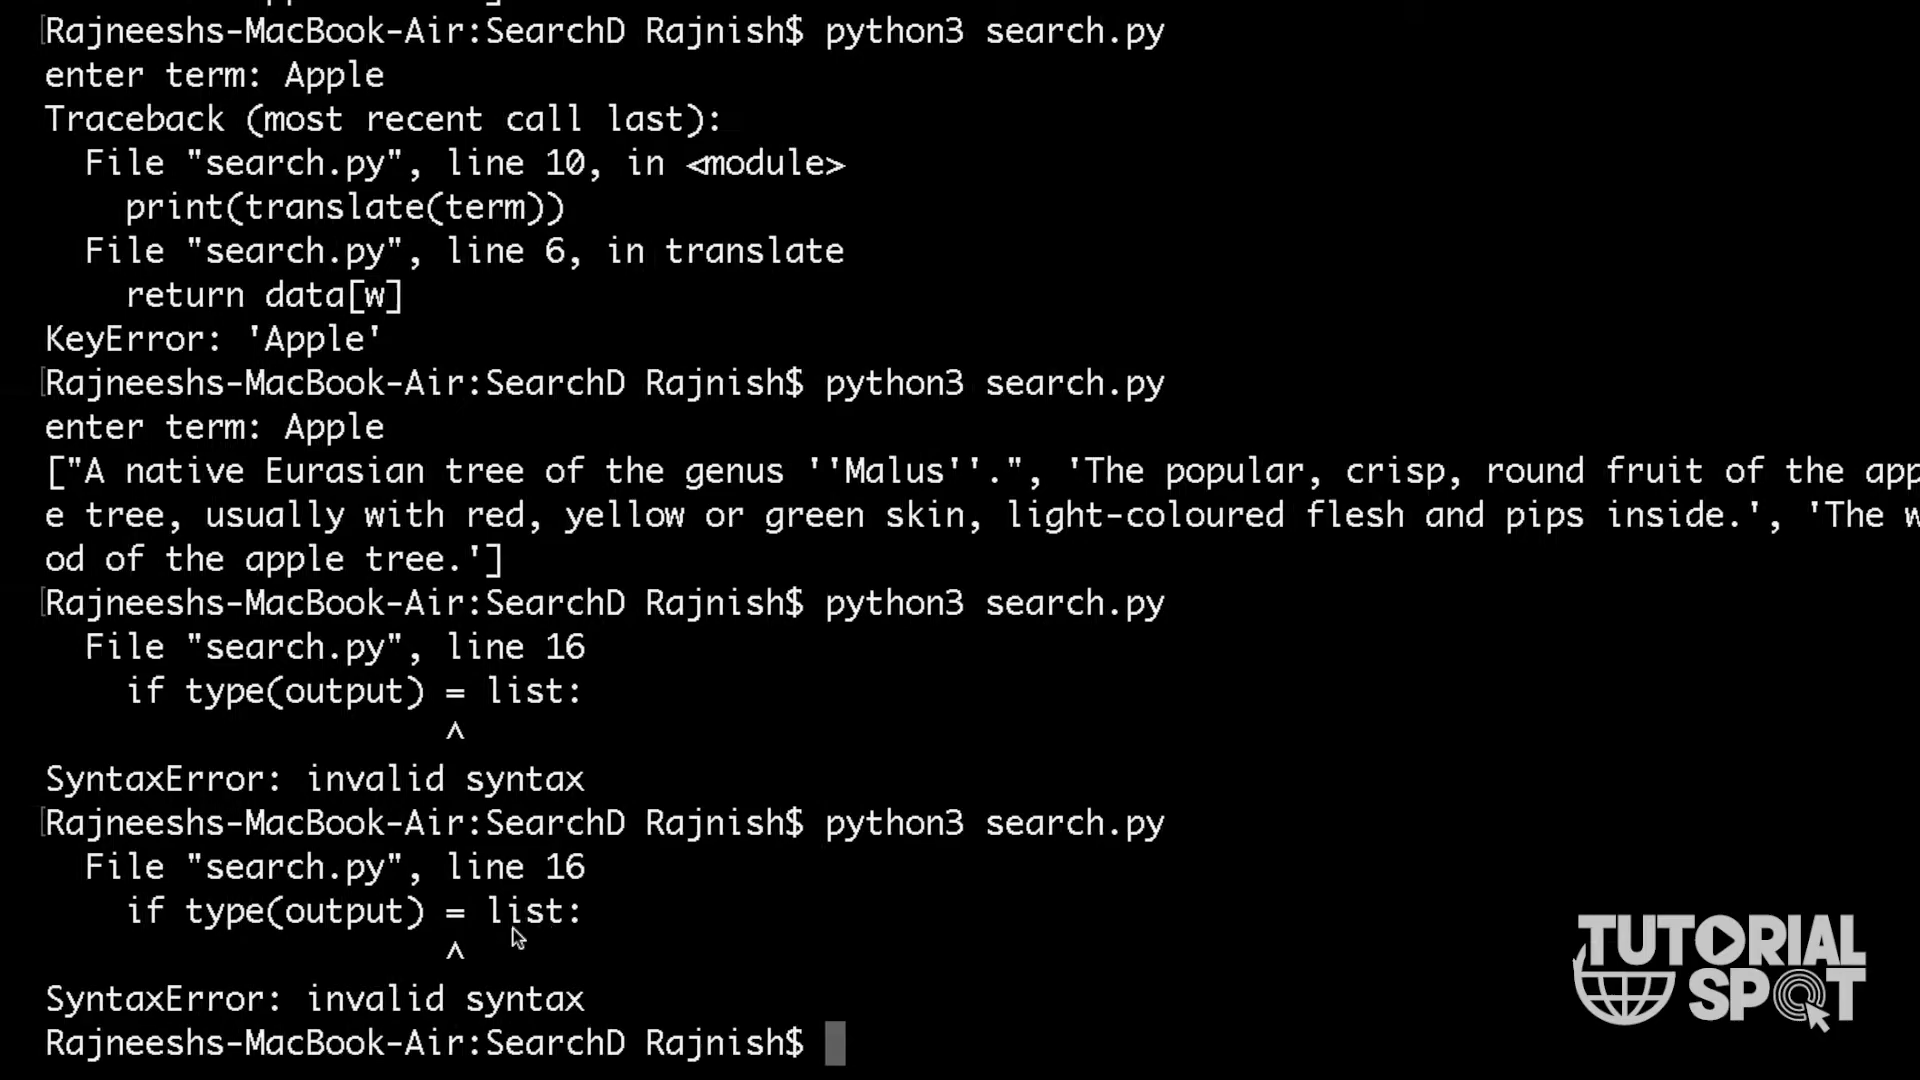 Rajneeshs-MacBook-Air:SearchD Rajnish$ python3 search.py
enter term: Apple
Traceback (most recent call last):
  File "search.py", line 10, in <module>
    print(translate(term))
  File "search.py", line 6, in translate
    return data[w]
KeyError: 'Apple'
[Rajneeshs-MacBook-Air:SearchD Rajnish$ python3 search.py
enter term: Apple
["A native Eurasian tree of the genus ''Malus''.", 'The popular, crisp, round fruit of the app
e tree, usually with red, yellow or green skin, light-coloured flesh and pips inside.', 'The w
od of the apple tree.']
[Rajneeshs-MacBook-Air:SearchD Rajnish$ python3 search.py
  File "search.py", line 16
    if type(output) = list:
                    ^
SyntaxError: invalid syntax
[Rajneeshs-MacBook-Air:SearchD Rajnish$ python3 search.py
  File "search.py", line 16
    if type(output) = list:
                    ^
SyntaxError: invalid syntax
Rajneeshs-MacBook-Air:SearchD Rajnish$
TUTORIAL
SPOT